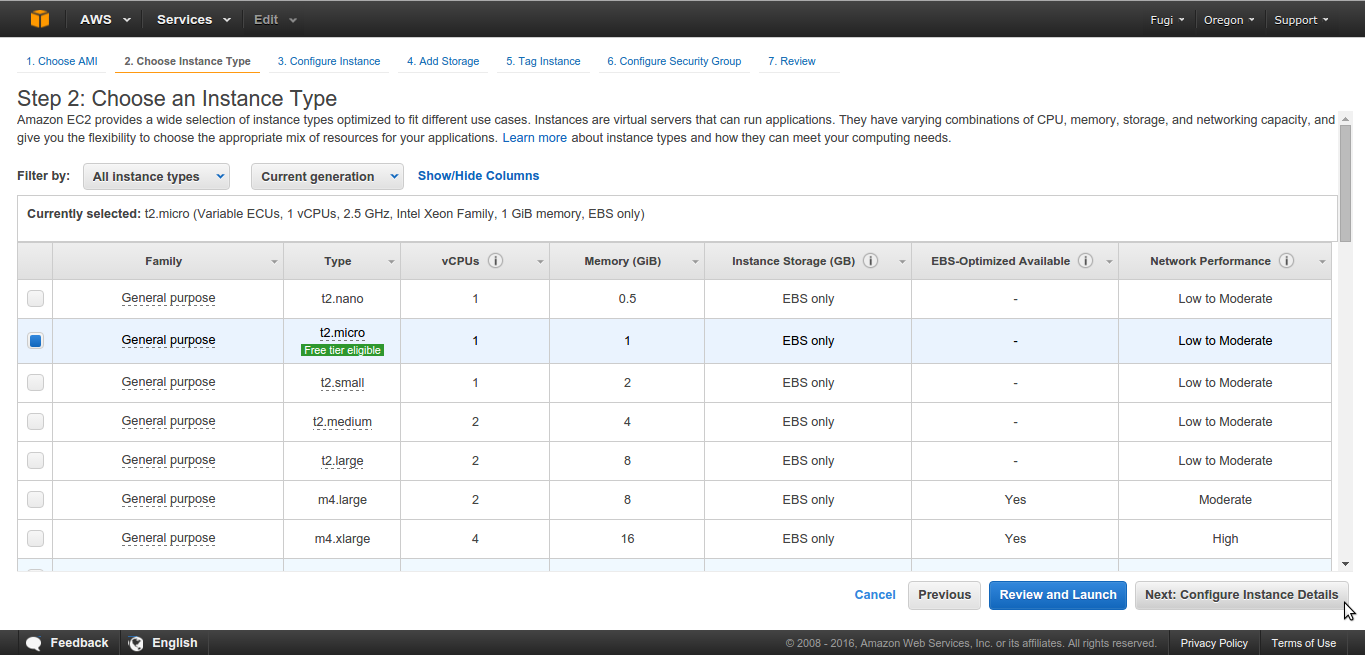 AWS Services Edit Fugi Oregon Support
1. Choose AMI 2. Choose Instance Type 3. Configure Instance 4. Add Storage 5. Tag Instance 6. Configure Security Group 7. Review
Step 2: Choose an Instance Type
Amazon EC2 provides a wide selection of instance types optimized to fit different use cases. Instances are virtual servers that can run applications. They have varying combinations of CPU, memory, storage, and networking capacity, and
give you the flexibility to choose the appropriate mix of resources for your applications. Learn more about instance types and how they can meet your computing needs.
Filter by: All instance types Current generation Show/Hide Columns
Currently selected: t2.micro (Variable ECUs, 1 vCPUs, 2.5 GHz, Intel Xeon Family, 1 GiB memory, EBS only)
Family Type vCPUs i Memory (GiB) Instance Storage (GB) i EBS-Optimized Available i Network Performance i
General purpose t2.nano 1 0.5 EBS only - Low to Moderate
General purpose t2.micro 1 1 EBS only - Low to Moderate
Free tier eligible
General purpose t2.small 1 2 EBS only - Low to Moderate
General purpose t2.medium 2 4 EBS only - Low to Moderate
General purpose t2.large 2 8 EBS only - Low to Moderate
General purpose m4.large 2 8 EBS only Yes Moderate
General purpose m4.xlarge 4 16 EBS only Yes High
Cancel Previous Review and Launch Next: Configure Instance Details
Feedback English © 2008 - 2016, Amazon Web Services, Inc. or its affiliates. All rights reserved. Privacy Policy Terms of Use